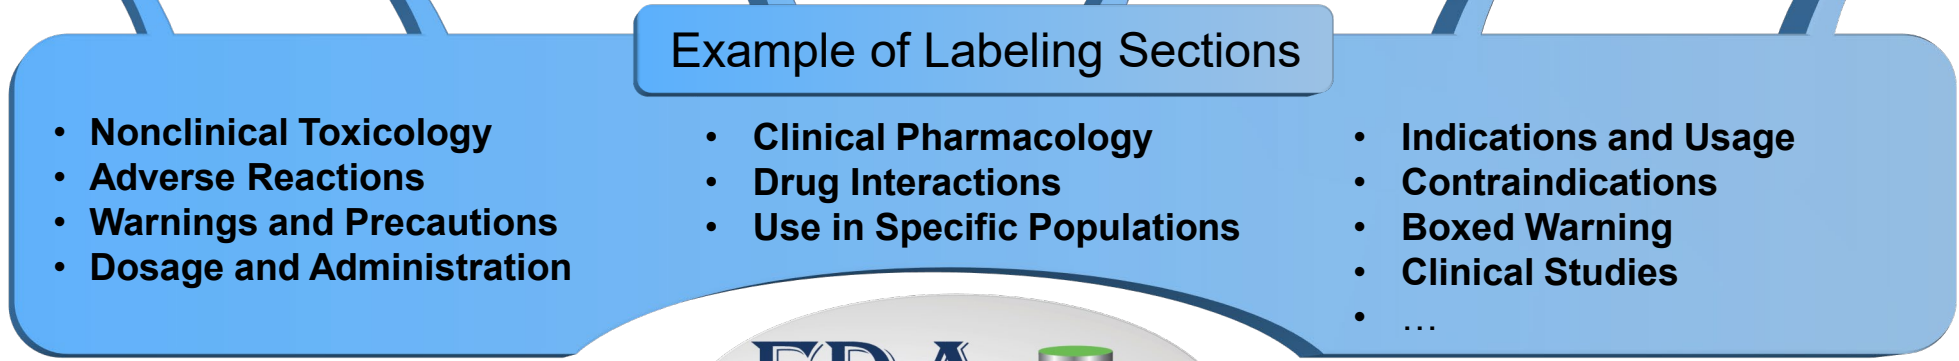 Example of Labeling Sections
• Nonclinical Toxicology
• Adverse Reactions
• Warnings and Precautions
• Dosage and Administration
• Clinical Pharmacology
• Drug Interactions
• Use in Specific Populations
• Indications and Usage
• Contraindications
• Boxed Warning
• Clinical Studies
• …
FDA